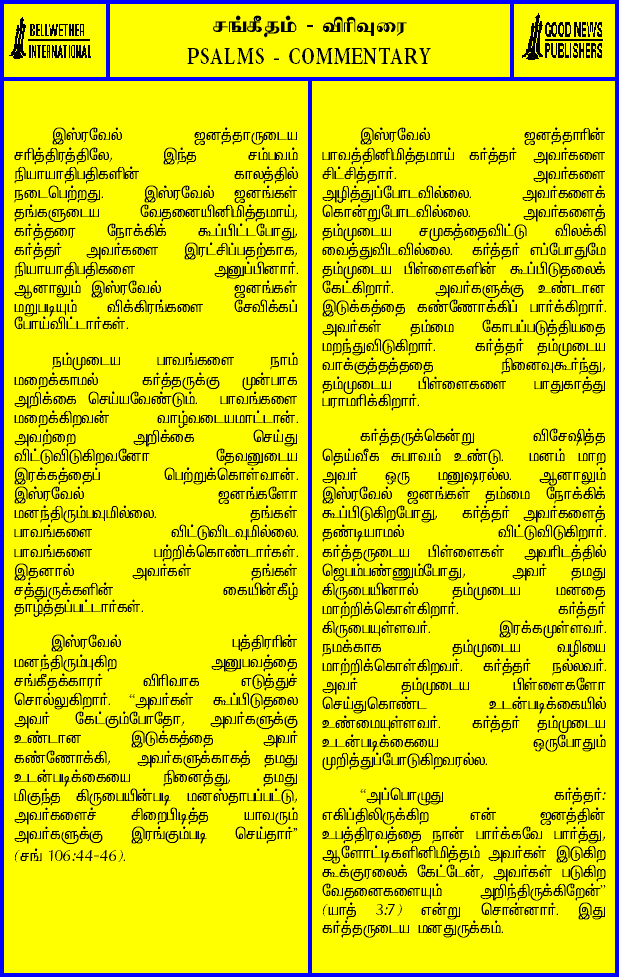 BELLWETHER
INTERNATIONAL
சங்கீதம் - விரிவுரை
PSALMS - COMMENTARY
GOOD NEWS
PUBLISHERS
இஸ்ரவேல் ஜனத்தாருடைய
சரித்திரத்திலே, இந்த சம்பவம்
நியாயாதிபதிகளின் காலத்தில்
நடைபெற்றது. இஸ்ரவேல் ஜனங்கள்
தங்களுடைய வேதனையினிமித்தமாய்,
கர்த்தரை நோக்கிக் கூப்பிட்டபோது,
கர்த்தர் அவர்களை இரட்சிப்பதற்காக,
நியாயாதிபதிகளை அனுப்பினார்.
ஆனாலும் இஸ்ரவேல் ஜனங்கள்
மறுபடியும் விக்கிரங்களை சேவிக்கப்
போய்விட்டார்கள்.
நம்முடைய பாவங்களை நாம்
மறைக்காமல் கர்த்தருக்கு முன்பாக
அறிக்கை செய்யவேண்டும். பாவங்களை
மறைக்கிறவன் வாழ்வடையமாட்டான்.
அவற்றை அறிக்கை செய்து
விட்டுவிடுகிறவனோ தேவனுடைய
இரக்கத்தைப் பெற்றுக்கொள்வான்.
இஸ்ரவேல் ஜனங்களோ
மனந்திரும்பவுமில்லை. தங்கள்
பாவங்களை விட்டுவிடவுமில்லை.
பாவங்களை பற்றிக்கொண்டார்கள்.
இதனால் அவர்கள் தங்கள்
சத்துருக்களின் கையின்கீழ்
தாழ்த்தப்பட்டார்கள்.
இஸ்ரவேல் புத்திரரின்
மனந்திரும்புகிற அனுபவத்தை
சங்கீதக்காரர் விரிவாக எடுத்துச்
சொல்லுகிறார். “அவர்கள் கூப்பிடுதலை
அவர் கேட்கும்போதோ, அவர்களுக்கு
உண்டான இடுக்கத்தை அவர்
கண்ணோக்கி, அவர்களுக்காகத் தமது
உடன்படிக்கையை நினைத்து, தமது
மிகுந்த கிருபையின்படி மனஸ்தாபப்பட்டு,
அவர்களைச் சிறைபிடித்த யாவரும்
அவர்களுக்கு இரங்கும்படி செய்தார்”
(சங் 106:44-46).
இஸ்ரவேல் ஜனத்தாரின்
பாவத்தினிமித்தமாய் கர்த்தர் அவர்களை
சிட்சித்தார். அவர்களை
அழித்துப்போடவில்லை. அவர்களைக்
கொன்றுபோடவில்லை. அவர்களைத்
தம்முடைய சமுகத்தைவிட்டு விலக்கி
வைத்துவிடவில்லை. கர்த்தர் எப்போதுமே
தம்முடைய பிள்ளைகளின் கூப்பிடுதலைக்
கேட்கிறார். அவர்களுக்கு உண்டான
இடுக்கத்தை கண்ணோக்கிப் பார்க்கிறார்.
அவர்கள் தம்மை கோபப்படுத்தியதை
மறந்துவிடுகிறார். கர்த்தர் தம்முடைய
வாக்குத்தத்ததை நினைவுகூர்ந்து,
தம்முடைய பிள்ளைகளை பாதுகாத்து
பராமரிக்கிறார்.
கர்த்தருக்கென்று விசேஷித்த
தெய்வீக சுபாவம் உண்டு. மனம் மாற
அவர் ஒரு மனுஷரல்ல. ஆனாலும்
இஸ்ரவேல் ஜனங்கள் தம்மை நோக்கிக்
கூப்பிடுகிறபோது, கர்த்தர் அவர்களைத்
தண்டியாமல் விட்டுவிடுகிறார்.
கர்த்தருடைய பிள்ளைகள் அவரிடத்தில்
ஜெபம்பண்ணும்போது, அவர் தமது
கிருபையினால் தம்முடைய மனதை
மாற்றிக்கொள்கிறார். கர்த்தர்
கிருபையுள்ளவர். இரக்கமுள்ளவர்.
நமக்காக தம்முடைய வழியை
மாற்றிக்கொள்கிறவர். கர்த்தர் நல்லவர்.
அவர் தம்முடைய பிள்ளைகளோ
செய்துகொண்ட உடன்படிக்கையில்
உண்மையுள்ளவர். கர்த்தர் தம்முடைய
உடன்படிக்கையை ஒருபோதும்
முறித்துப்போடுகிறவரல்ல.
“அப்பொழுது கர்த்தர்:
எகிப்திலிருக்கிற என் ஜனத்தின்
உபத்திரவத்தை நான் பார்க்கவே பார்த்து,
ஆளோட்டிகளினிமித்தம் அவர்கள் இடுகிற
கூக்குரலைக் கேட்டேன், அவர்கள் படுகிற
வேதனைகளையும் அறிந்திருக்கிறேன்”
(யாத் 3:7) என்று சொன்னார். இது
கர்த்தருடைய மனதுருக்கம்.